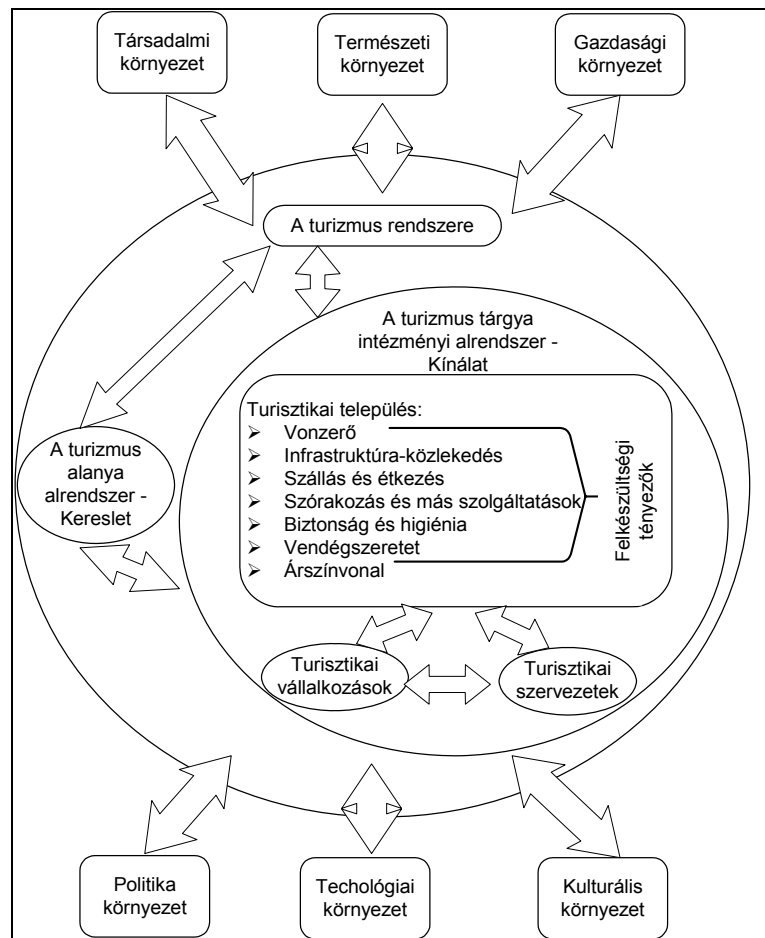 Társadalmi
környezet
Természeti
környezet
Gazdasági
környezet
A turizmus rendszere
A turizmus tárgya
intézményi alrendszer -
Kínálat
A turizmus
alanya
alrendszer -
Kereslet
Turisztikai település:
➢ Vonzerő
➢ Infrastruktúra-közlekedés
➢ Szállás és étkezés
➢ Szórakozás és más szolgáltatások
➢ Biztonság és higiénia
➢ Vendégszeretet
➢ Árszínvonal
Felkészültségi
tényezők
Turisztikai
vállalkozások
Turisztikai
szervezetek
Politika
környezet
Techológiai
környezet
Kulturális
környezet